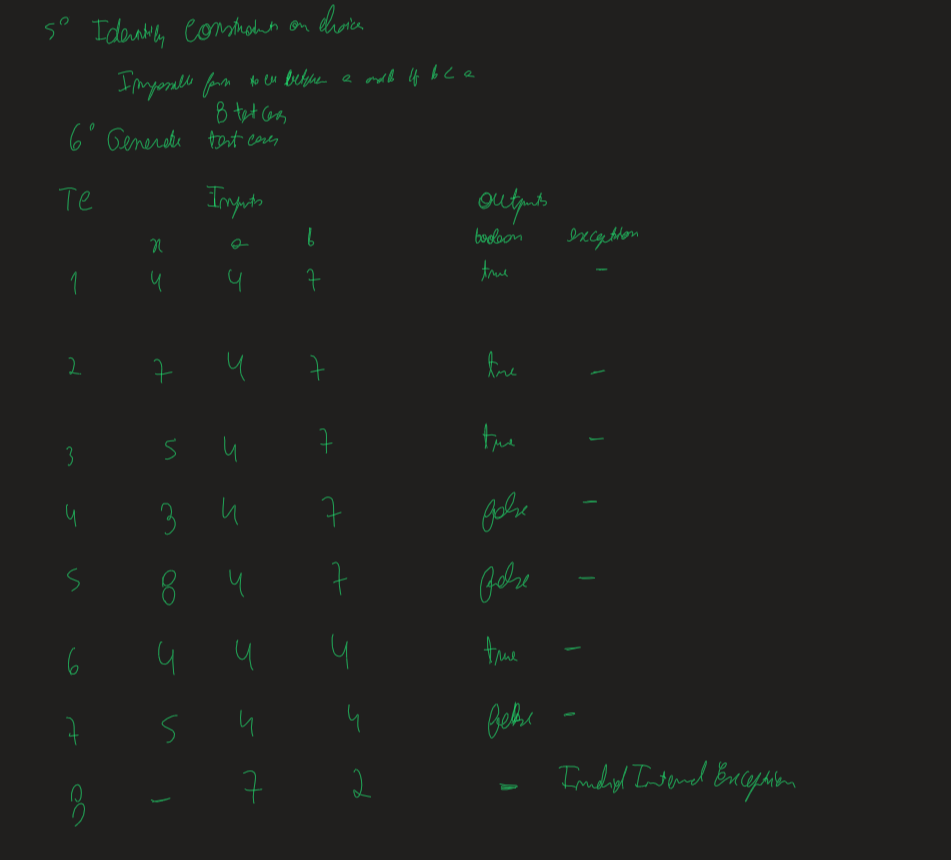 5° Identify constraints on choices
Impossible for x to be between a and b if b < a
8 test cases
6° Generate test cases
TC Inputs Outputs
x a b boolean exception
1 4 4 7 true -
2 7 4 7 true -
3 5 4 7 true -
4 3 4 7 false -
5 8 4 7 false -
6 4 4 4 true -
7 5 4 4 false -
8 - 7 2 - Invalid Interval Exception